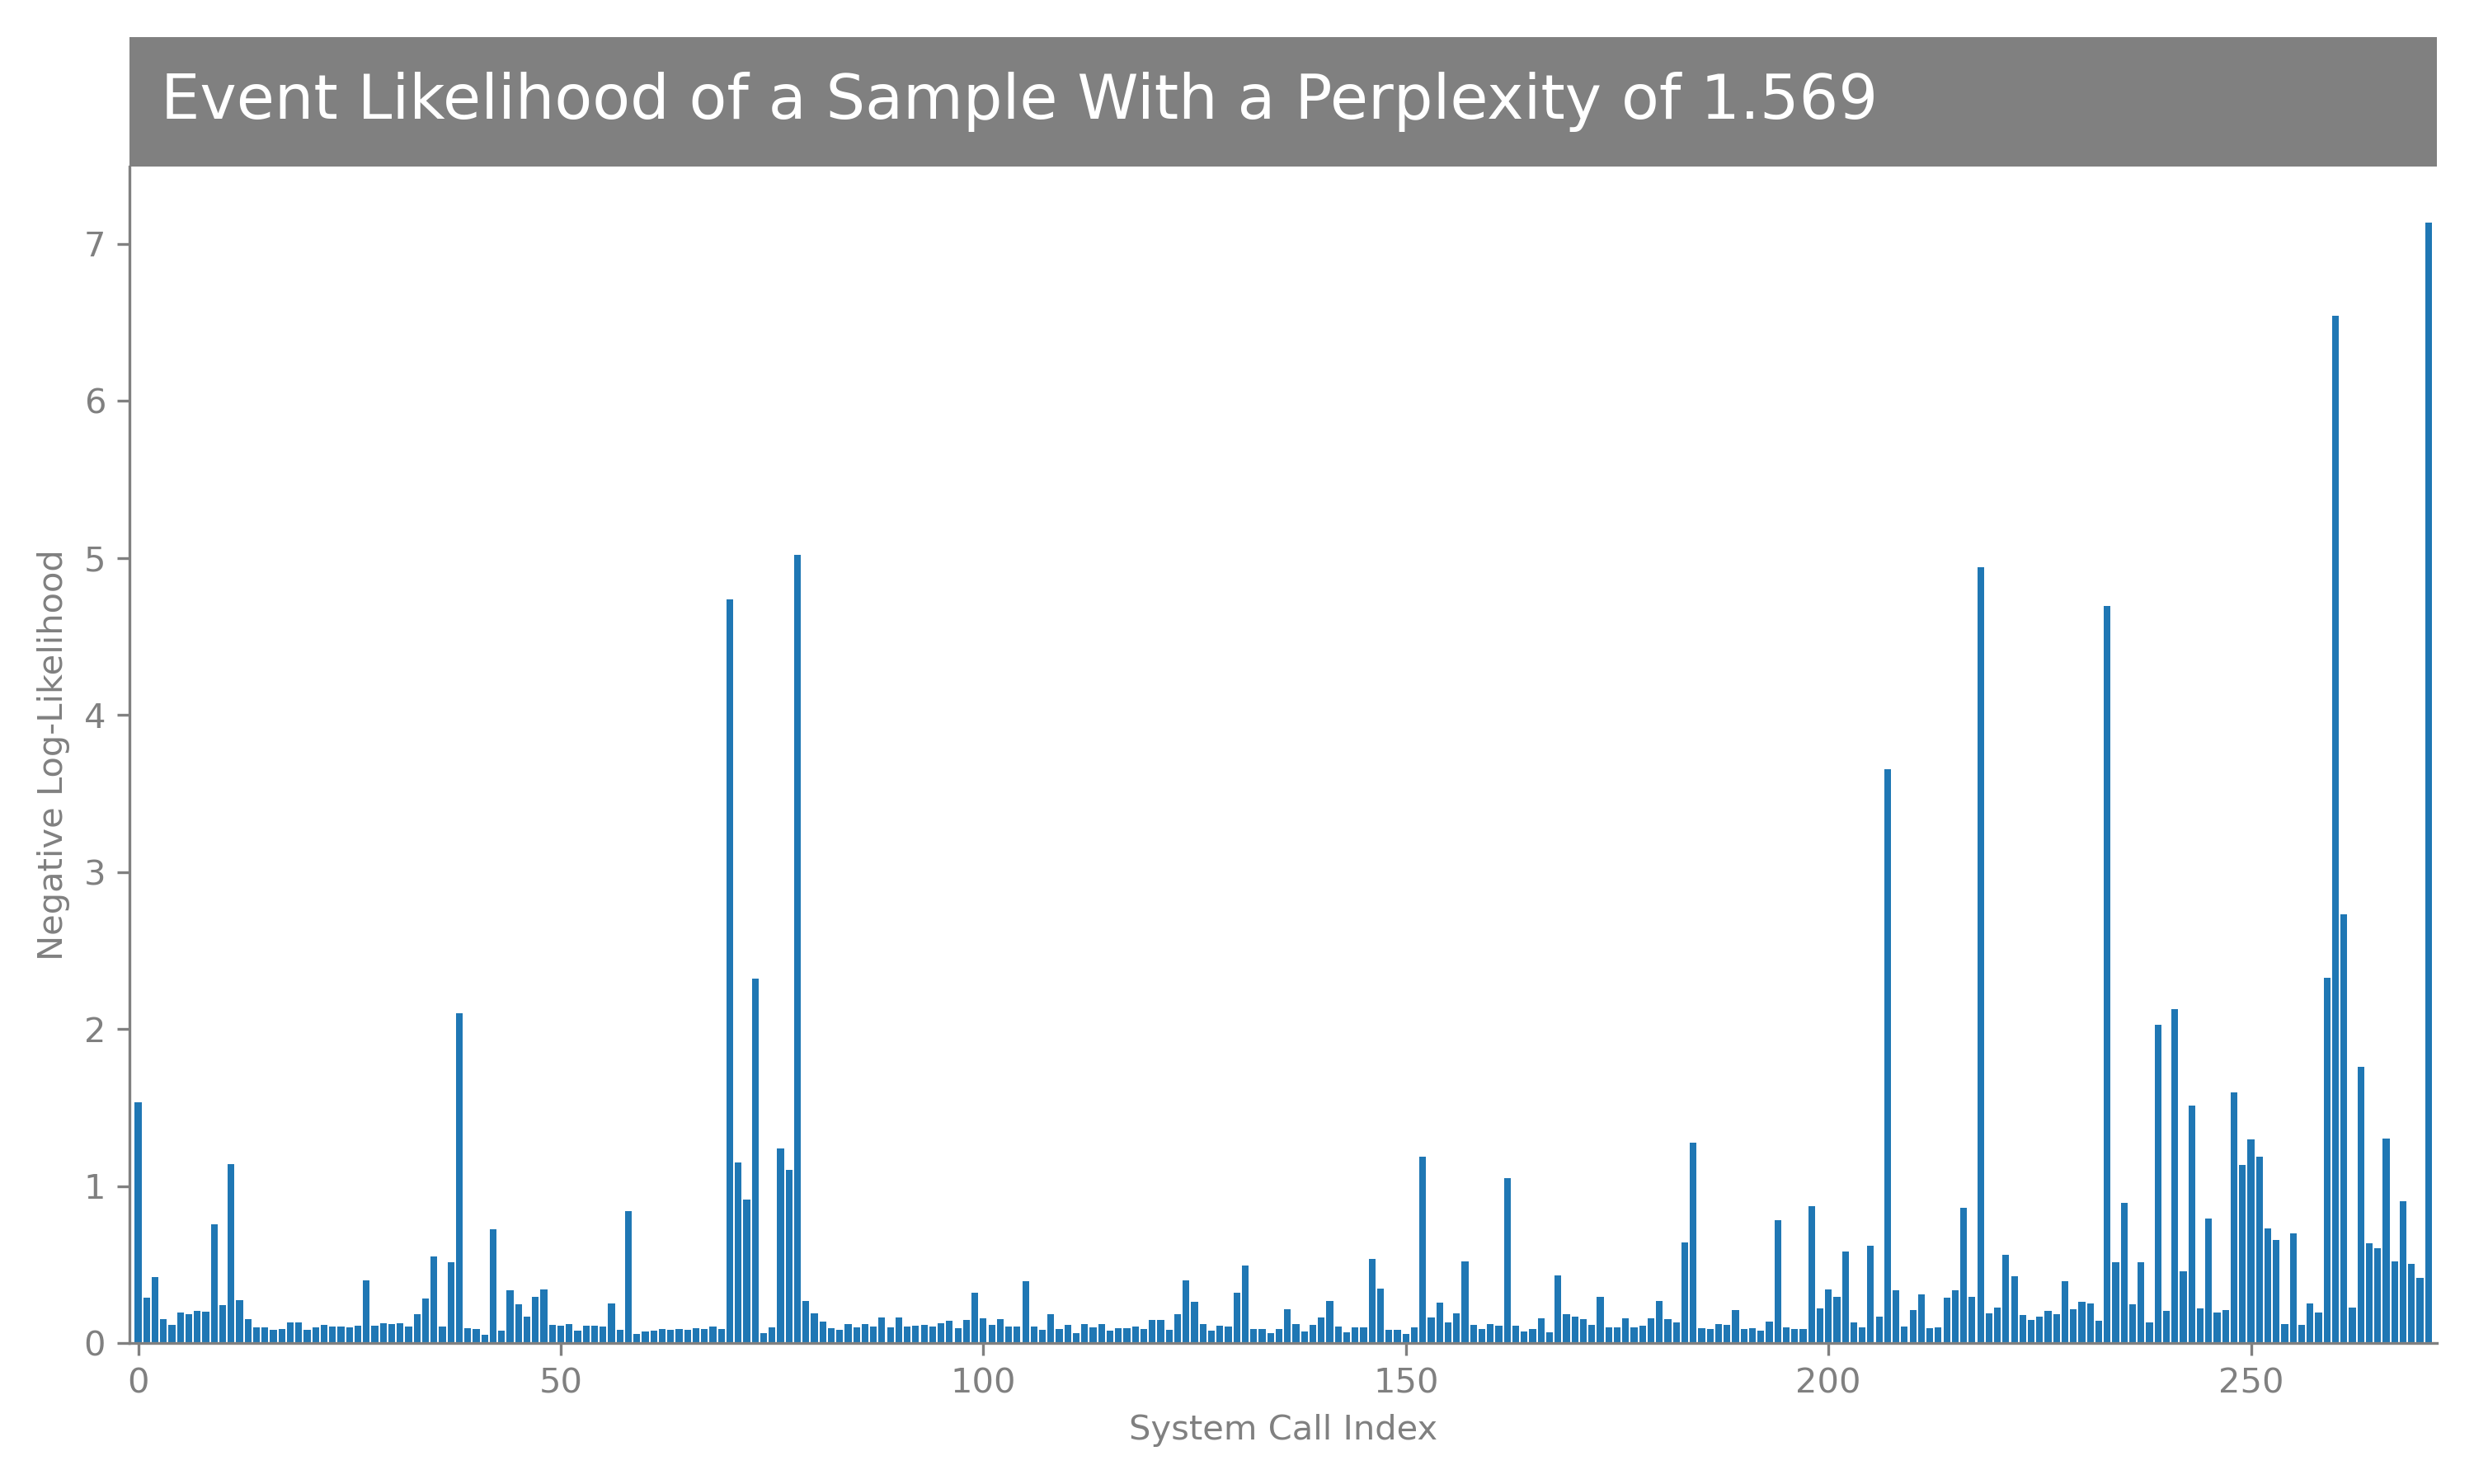 Event Likelihood of a Sample With a Perplexity of 1.569
Negative Log-Likelihood
7
6
5
4
3
2
1
0
0 50 100 150 200 250
System Call Index